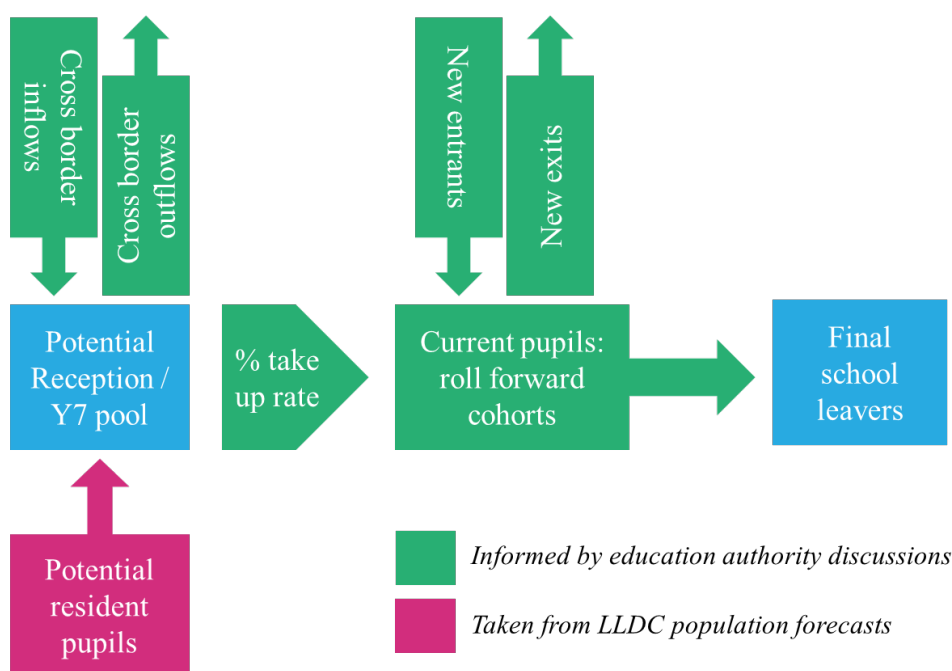 Cross border
inflows
Cross border
outflows
New entrants
New exits
Potential
Reception /
Y7 pool
% take
up rate
Current pupils:
roll forward
cohorts
Final
school
leavers
Potential
resident
pupils
Informed by education authority discussions
Taken from LLDC population forecasts